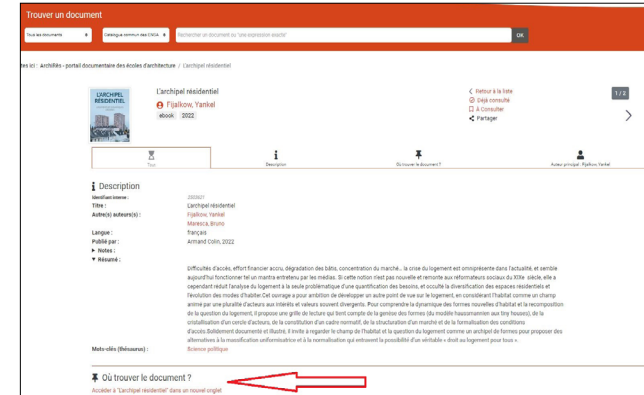 Trouver un document
Tous les documents
Catalogue commun des ENSA
Rechercher un document ou "une expression exacte"
OK
tes ici : ArchiRès - portail documentaire des écoles d'architecture / L'archipel résidentiel
L'ARCHIPEL
RÉSIDENTIEL
L'archipel résidentiel
Fijalkow, Yankel
ebook 2022
Retour à la liste
Déjà consulté
À Consulter
Partager
1 / 2
Tous
Description
Où trouver le document ?
Auteur principal : Fijalkow, Yankel
Description
Identifiant interne :
Titre : L'archipel résidentiel
Autre(s) auteurs(s) : Fijalkow, Yankel
Maresca, Bruno
Langue : français
Publié par : Armand Colin, 2022
Notes :
Résumé :
Difficultés d'accès, effort financier accru, dégradation des bâtis, concentration du marché... la crise du logement est omniprésente dans l'actualité, et semble
aujourd'hui fonctionner tel un mantra entretenu par les médias. Si cette notion n'est pas nouvelle et remonte aux réformateurs sociaux du XIXe siècle, elle a
cependant réduit l'analyse du logement à la seule problématique d'une quantification des besoins, et occulté la diversification des espaces résidentiels et
l'évolution des modes d'habiter.Cet ouvrage a pour ambition de développer un autre point de vue sur le logement, en considérant l'habitat comme un champ
animé par une pluralité d'acteurs aux intérêts et valeurs souvent divergents. Pour comprendre la dynamique des formes nouvelles d'habitat et la recomposition
de la question du logement, il propose une grille de lecture qui tient compte de la genèse des formes (du modèle haussmannien aux tiny houses), de la
cristallisation d'un cercle d'acteurs, de la constitution d'un cadre normatif, de la structuration d'un marché et de la formalisation des conditions
d'accès.Solidement documenté et illustré, il invite à regarder le champ de l'habitat et la question du logement comme un archipel de formes pour proposer des
alternatives à la massification uniformisatrice et à la normalisation qui entravent la possibilité d'un véritable « droit au logement pour tous ».
Mots-clés (thésaurus) : Science politique
Où trouver le document ?
Accéder à "L'archipel résidentiel" dans un nouvel onglet